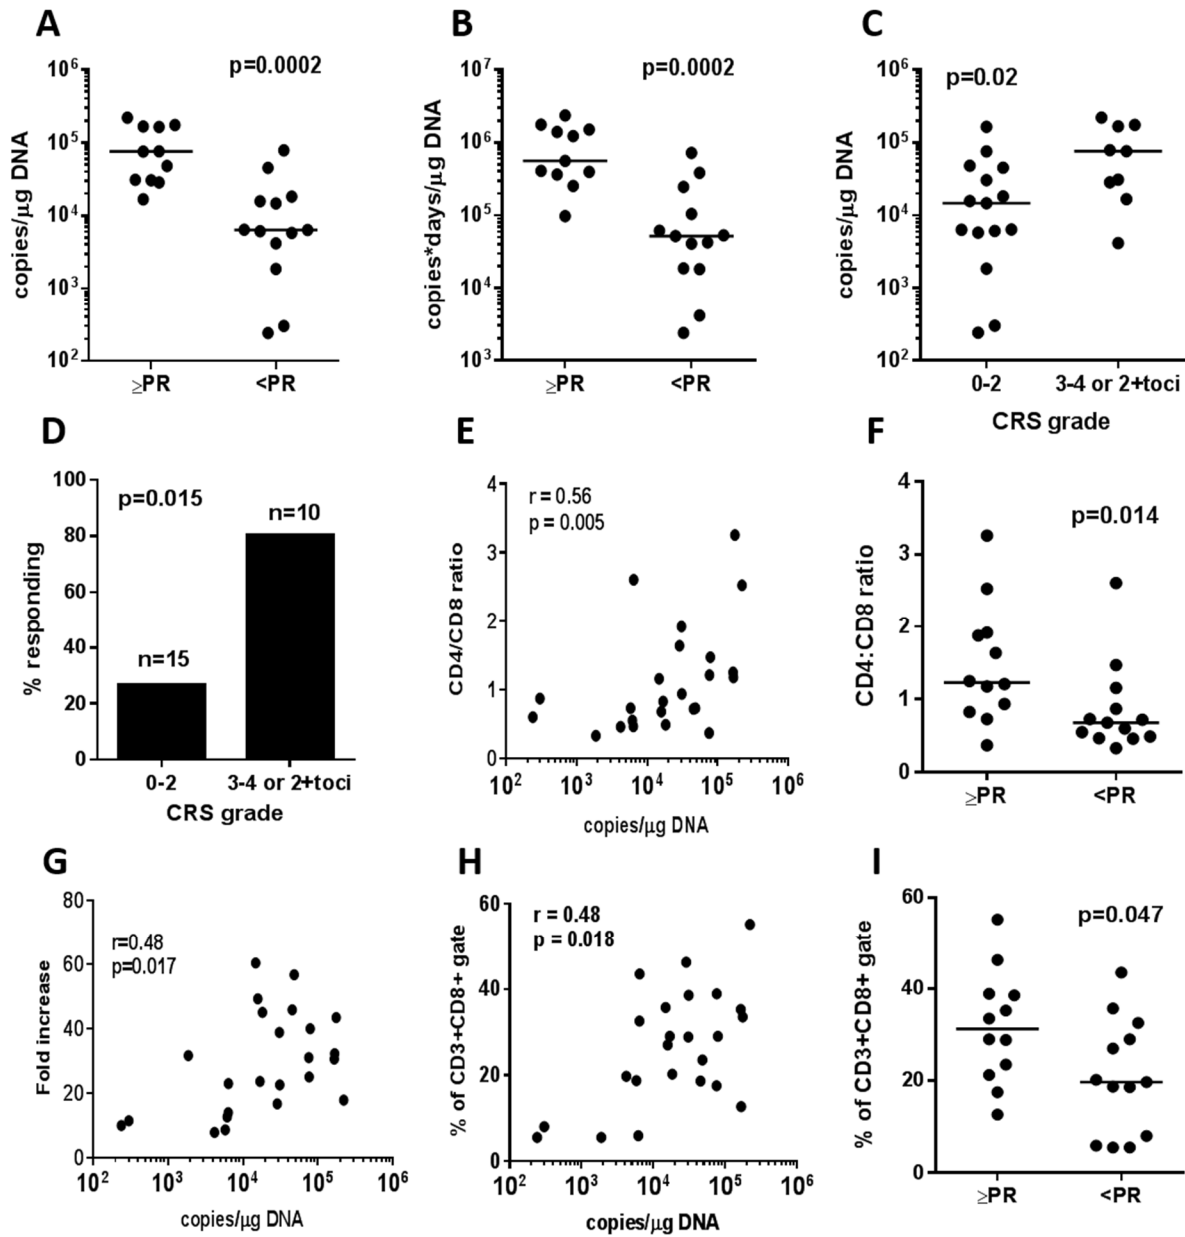 A
p=0.0002
copies/µg DNA
10⁶
10⁵
10⁴
10³
10²
≥PR <PR
B
p=0.0002
copies*days/µg DNA
10⁷
10⁶
10⁵
10⁴
10³
≥PR <PR
C
p=0.02
copies/µg DNA
10⁶
10⁵
10⁴
10³
10²
0-2 3-4 or 2+toci
CRS grade
D
p=0.015
n=10
n=15
% responding
100
80
60
40
20
0
0-2 3-4 or 2+toci
CRS grade
E
r = 0.56
p = 0.005
CD4/CD8 ratio
4
3
2
1
0
10² 10³ 10⁴ 10⁵ 10⁶
copies/µg DNA
F
p=0.014
CD4:CD8 ratio
4
3
2
1
0
≥PR <PR
G
r=0.48
p=0.017
Fold increase
80
60
40
20
0
10² 10³ 10⁴ 10⁵ 10⁶
copies/µg DNA
H
r = 0.48
p = 0.018
% of CD3+CD8+ gate
60
40
20
0
10² 10³ 10⁴ 10⁵ 10⁶
copies/µg DNA
I
p=0.047
% of CD3+CD8+ gate
60
40
20
0
≥PR <PR